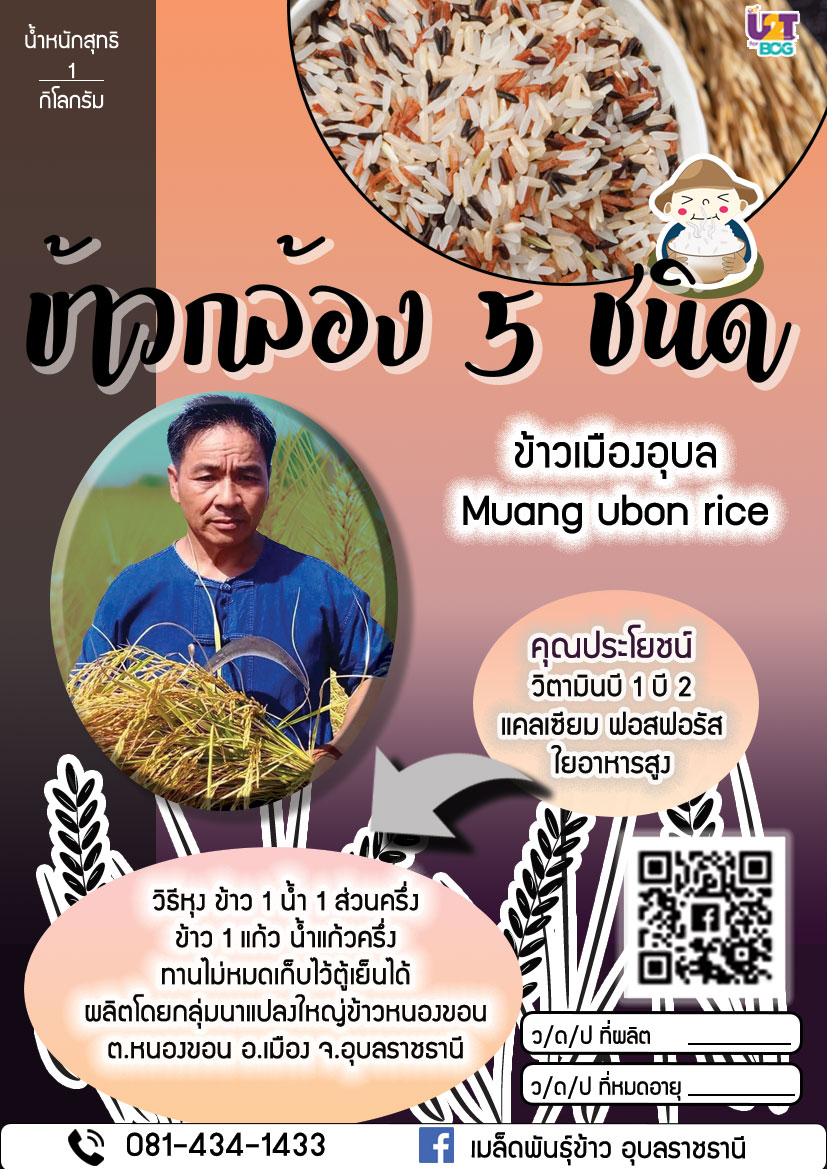 น้ำหนักสุทธิ
1
กิโลกรัม
U2T
for BCG
ข้าวกล้อง 5 ชนิด
ข้าวเมืองอุบล
Muang ubon rice
คุณประโยชน์
วิตามินบี 1 บี 2
แคลเซียม ฟอสฟอรัส
ใยอาหารสูง
วิธีหุง ข้าว 1 น้ำ 1 ส่วนครึ่ง
ข้าว 1 แก้ว น้ำแก้วครึ่ง
ทานไม่หมดเก็บไว้ตู้เย็นได้
ผลิตโดยกลุ่มนาแปลงใหญ่ข้าวหนองขอน
ต.หนองขอน อ.เมือง จ.อุบลราชธานี
ว/ด/ป ที่ผลิต
ว/ด/ป ที่หมดอายุ
081-434-1433
เมล็ดพันธุ์ข้าว อุบลราชธานี